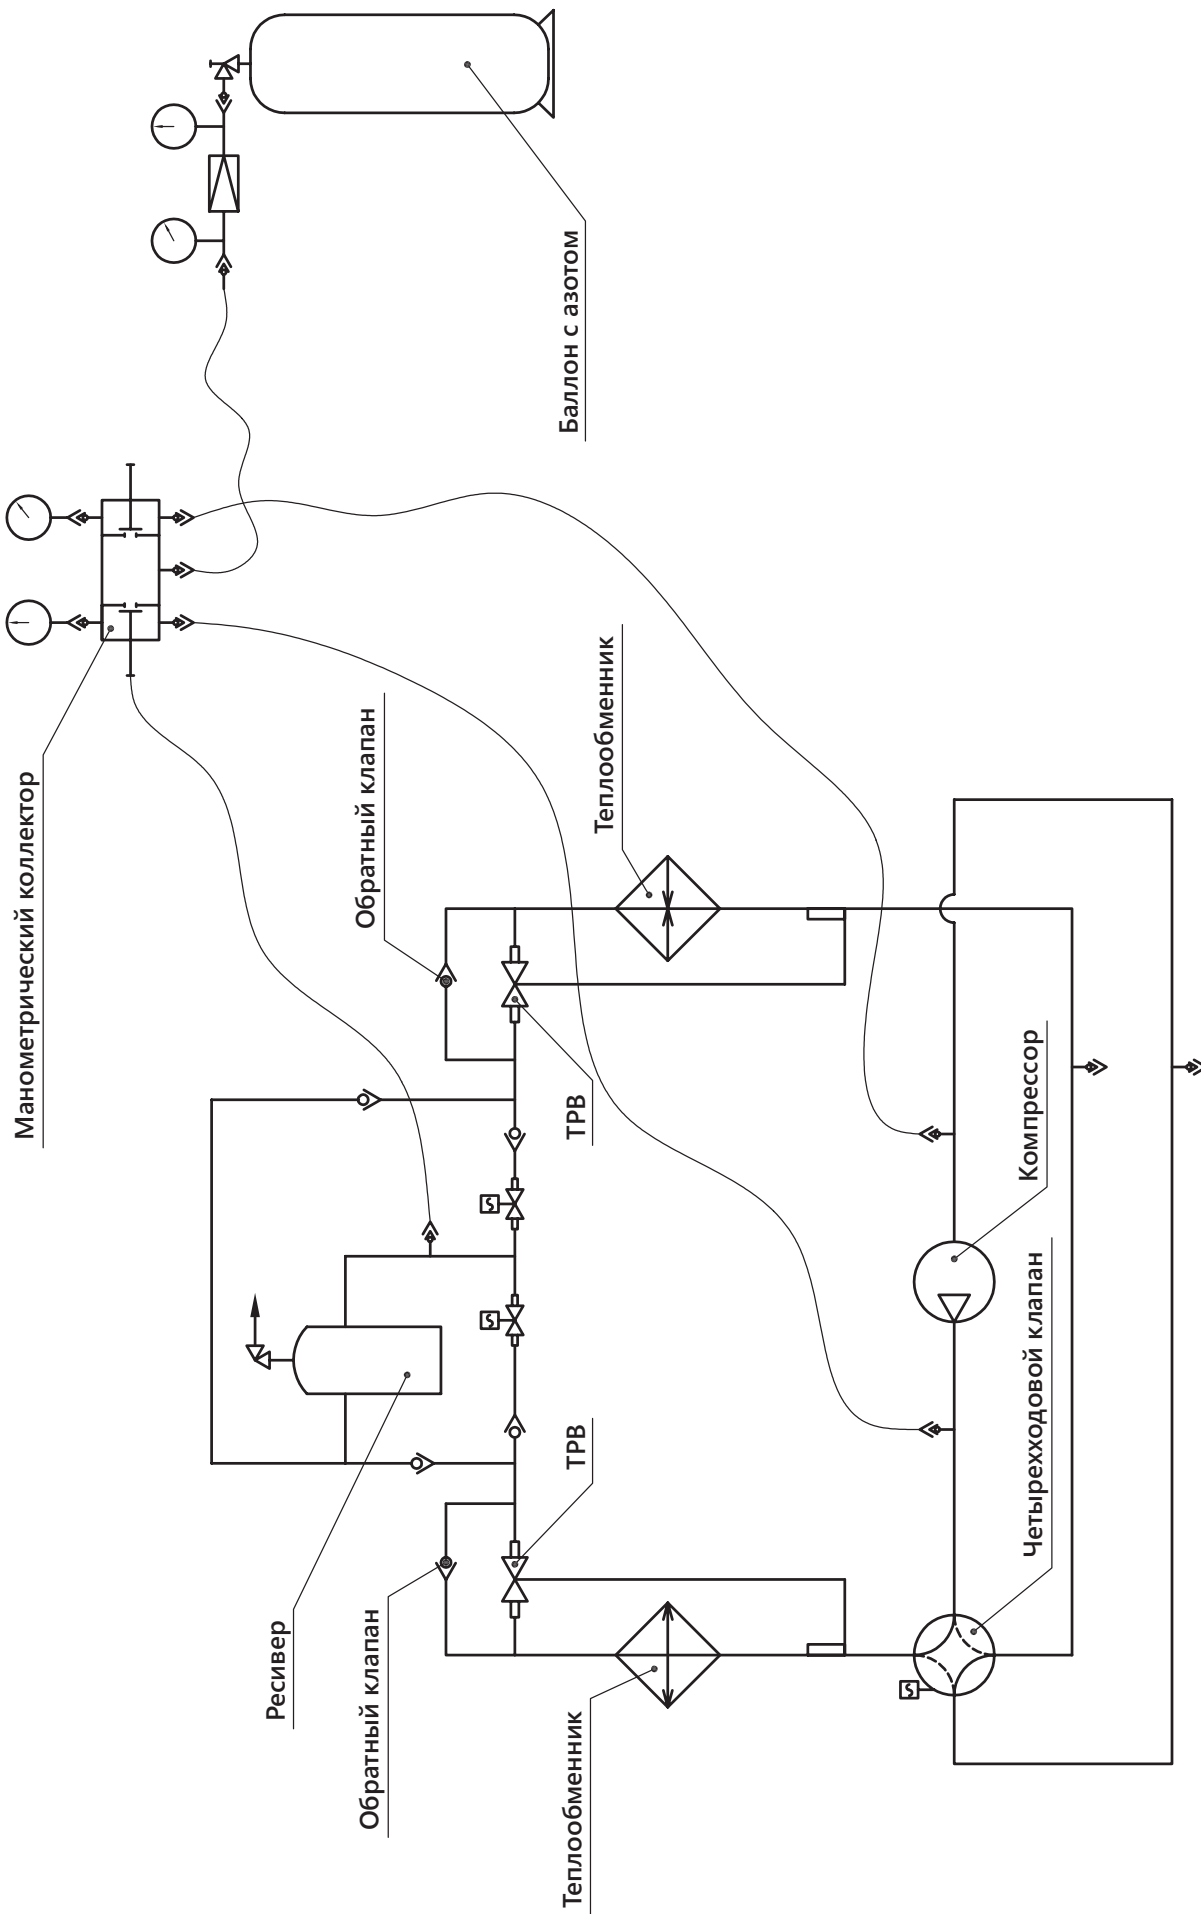 Манометрический коллектор
Баллон с азотом
Обратный клапан
Теплообменник
ТРВ
Компрессор
Ресивер
Обратный клапан
ТРВ
Четырехходовой клапан
Теплообменник
S
S
S